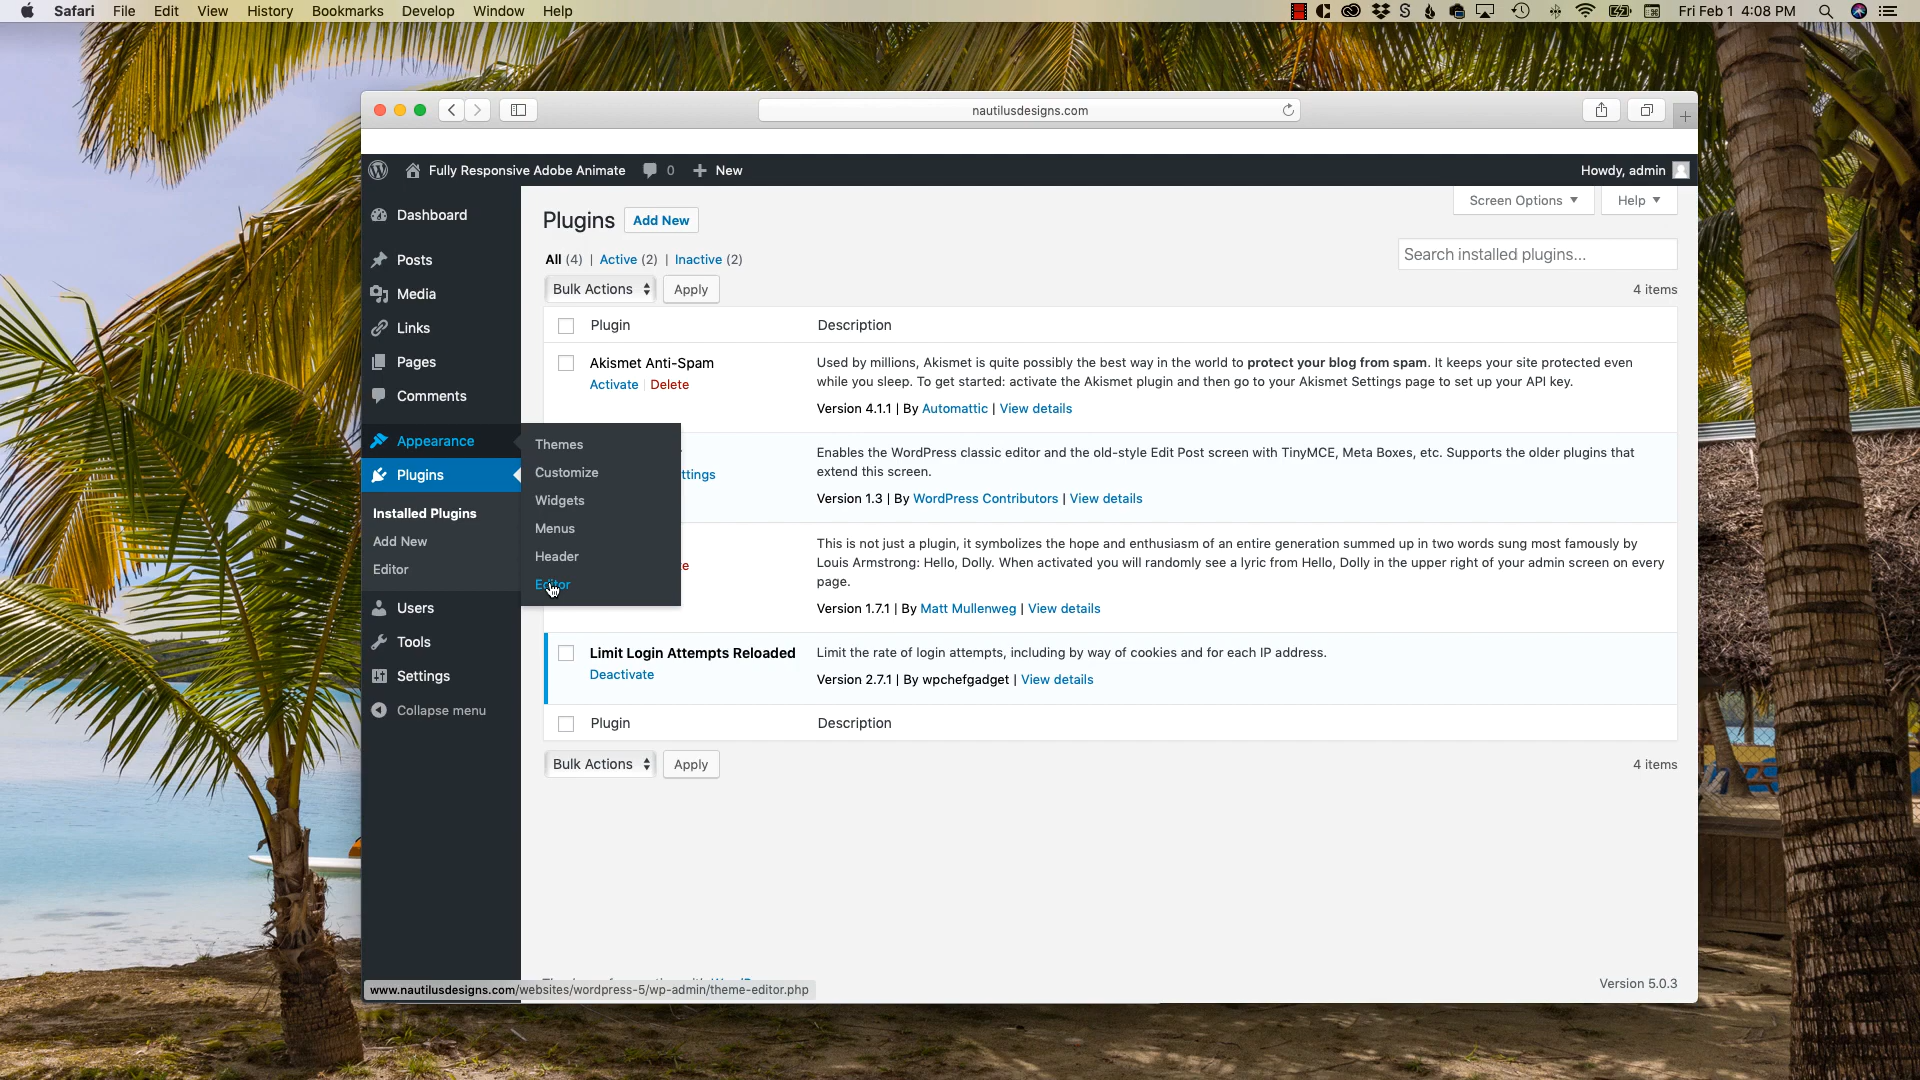 Safari File Edit View History Bookmarks Develop Window Help
Fri Feb 1 4:08 PM
nautilusdesigns.com
Fully Responsive Adobe Animate 0 New
Howdy, admin
Screen Options Help
Dashboard
Posts
Media
Links
Pages
Comments
Appearance
Plugins
Installed Plugins
Add New
Editor
Users
Tools
Settings
Collapse menu
Themes
Customize
Widgets
Menus
Header
Editor
Plugins Add New
All (4) | Active (2) | Inactive (2)
Search installed plugins...
Bulk Actions Apply
4 items
Plugin Description
Akismet Anti-Spam
Activate | Delete
Used by millions, Akismet is quite possibly the best way in the world to protect your blog from spam. It keeps your site protected even
while you sleep. To get started: activate the Akismet plugin and then go to your Akismet Settings page to set up your API key.
Version 4.1.1 | By Automattic | View details
ttings
Enables the WordPress classic editor and the old-style Edit Post screen with TinyMCE, Meta Boxes, etc. Supports the older plugins that
extend this screen.
Version 1.3 | By WordPress Contributors | View details
e
This is not just a plugin, it symbolizes the hope and enthusiasm of an entire generation summed up in two words sung most famously by
Louis Armstrong: Hello, Dolly. When activated you will randomly see a lyric from Hello, Dolly in the upper right of your admin screen on every
page.
Version 1.7.1 | By Matt Mullenweg | View details
Limit Login Attempts Reloaded
Deactivate
Limit the rate of login attempts, including by way of cookies and for each IP address.
Version 2.7.1 | By wpchefgadget | View details
Plugin Description
Bulk Actions Apply
4 items
www.nautilusdesigns.com/websites/wordpress-5/wp-admin/theme-editor.php
Version 5.0.3